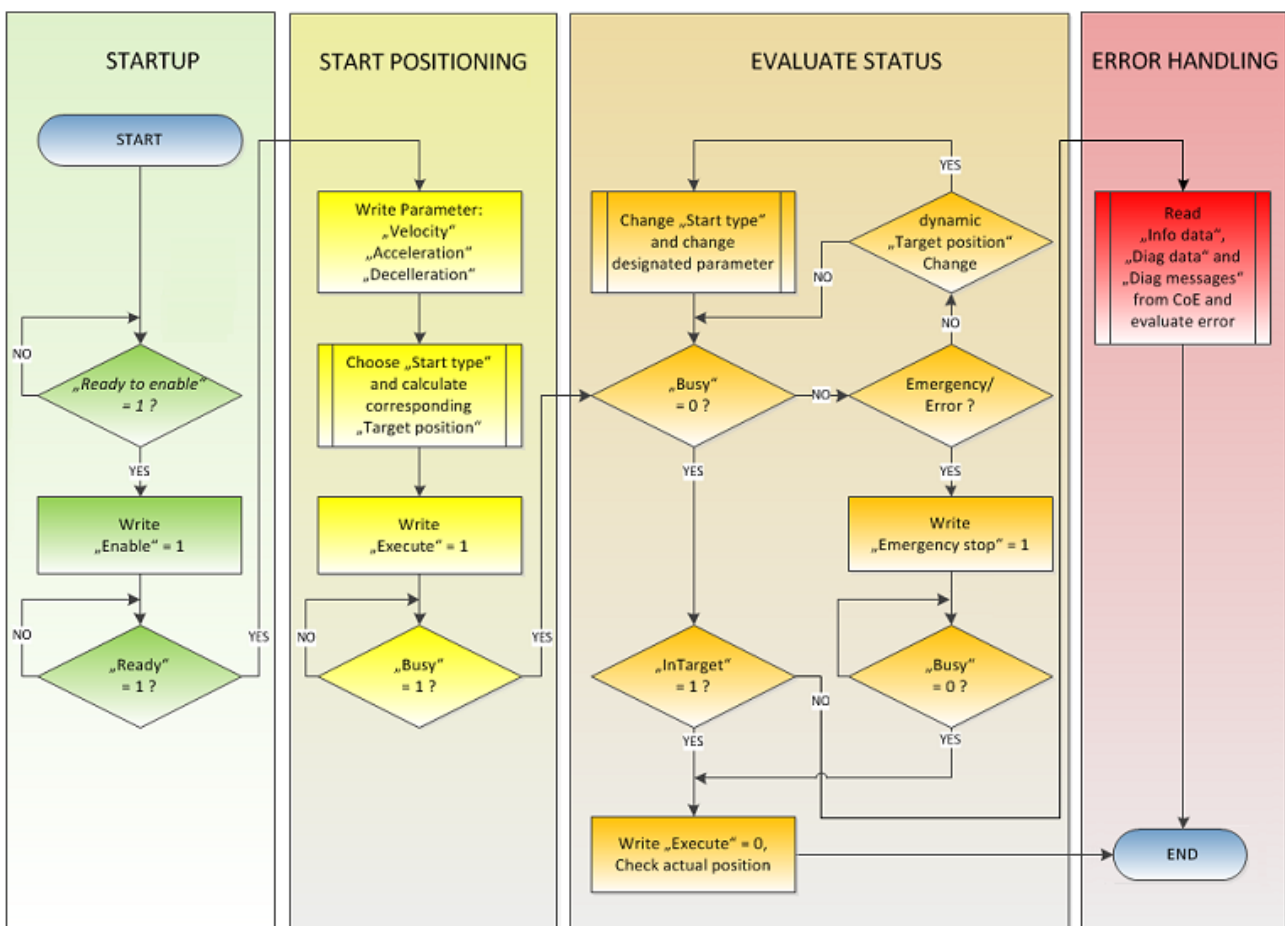 STARTUP
START
NO
„Ready to enable“
= 1 ?
YES
Write
„Enable“ = 1
NO
„Ready“
= 1 ?
YES
START POSITIONING
Write Parameter:
„Velocity“
„Acceleration“
„Decelleration“
Choose „Start type“
and calculate
corresponding
„Target position“
Write
„Execute“ = 1
NO
„Busy“
= 1 ?
YES
EVALUATE STATUS
YES
Change „Start type“
and change
designated parameter
dynamic
„Target position“
Change
NO
NO
„Busy“
= 0 ?
NO
Emergency/
Error ?
YES
YES
Write
„Emergency stop“ = 1
„InTarget“
= 1 ?
NO
„Busy“
= 0 ?
YES
YES
Write „Execute“ = 0,
Check actual position
ERROR HANDLING
Read
„Info data“,
„Diag data“ and
„Diag messages“
from CoE and
evaluate error
END